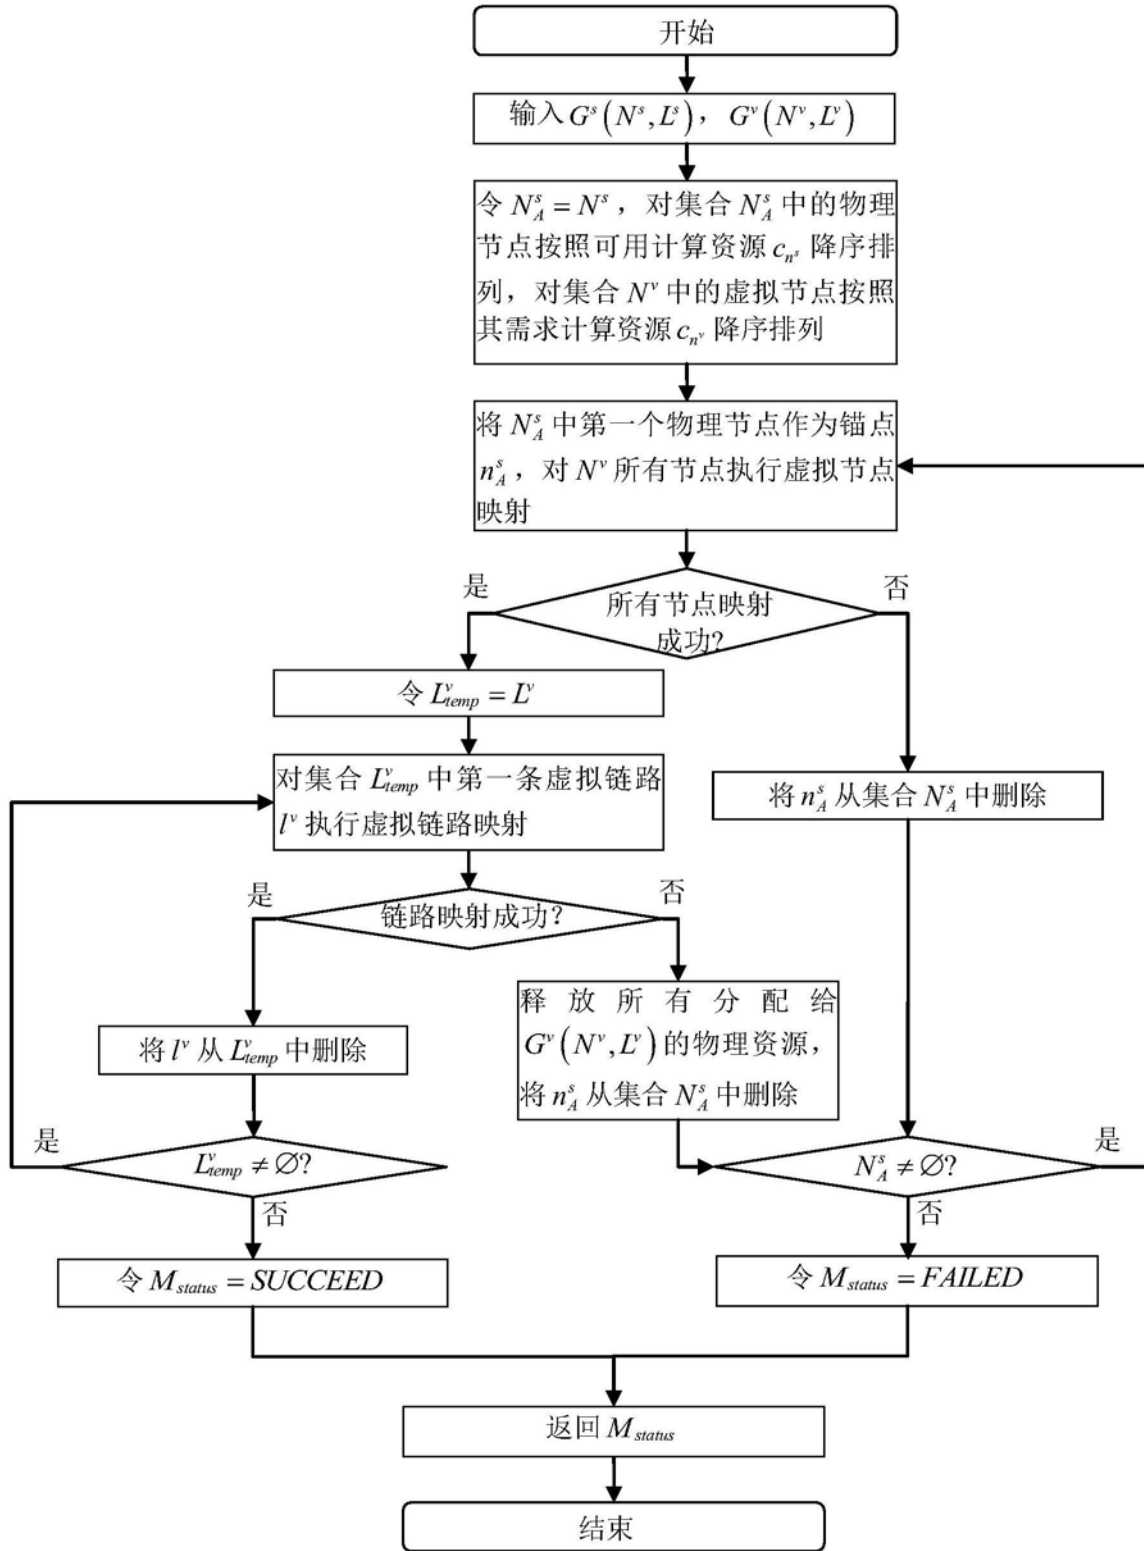 开始
输入 G^s(N^s, L^s), G^v(N^v, L^v)
令 N_A^s = N^s, 对集合 N_A^s 中的物理
节点按照可用计算资源 c_{n^s} 降序排
列, 对集合 N^v 中的虚拟节点按照
其需求计算资源 c_{n^v} 降序排列
将 N_A^s 中第一个物理节点作为锚点
n_A^s, 对 N^v 所有节点执行虚拟节点
映射
是
否
所有节点映射
成功?
令 L_{temp}^v = L^v
对集合 L_{temp}^v 中第一条虚拟链路
l^v 执行虚拟链路映射
将 n_A^s 从集合 N_A^s 中删除
是
否
链路映射成功?
释放所有分配给
G^v(N^v, L^v) 的物理资源,
将 n_A^s 从集合 N_A^s 中删除
将 l^v 从 L_{temp}^v 中删除
是
L_{temp}^v ≠ ∅?
否
N_A^s ≠ ∅?
是
否
令 M_{status} = SUCCEED
令 M_{status} = FAILED
返回 M_{status}
结束